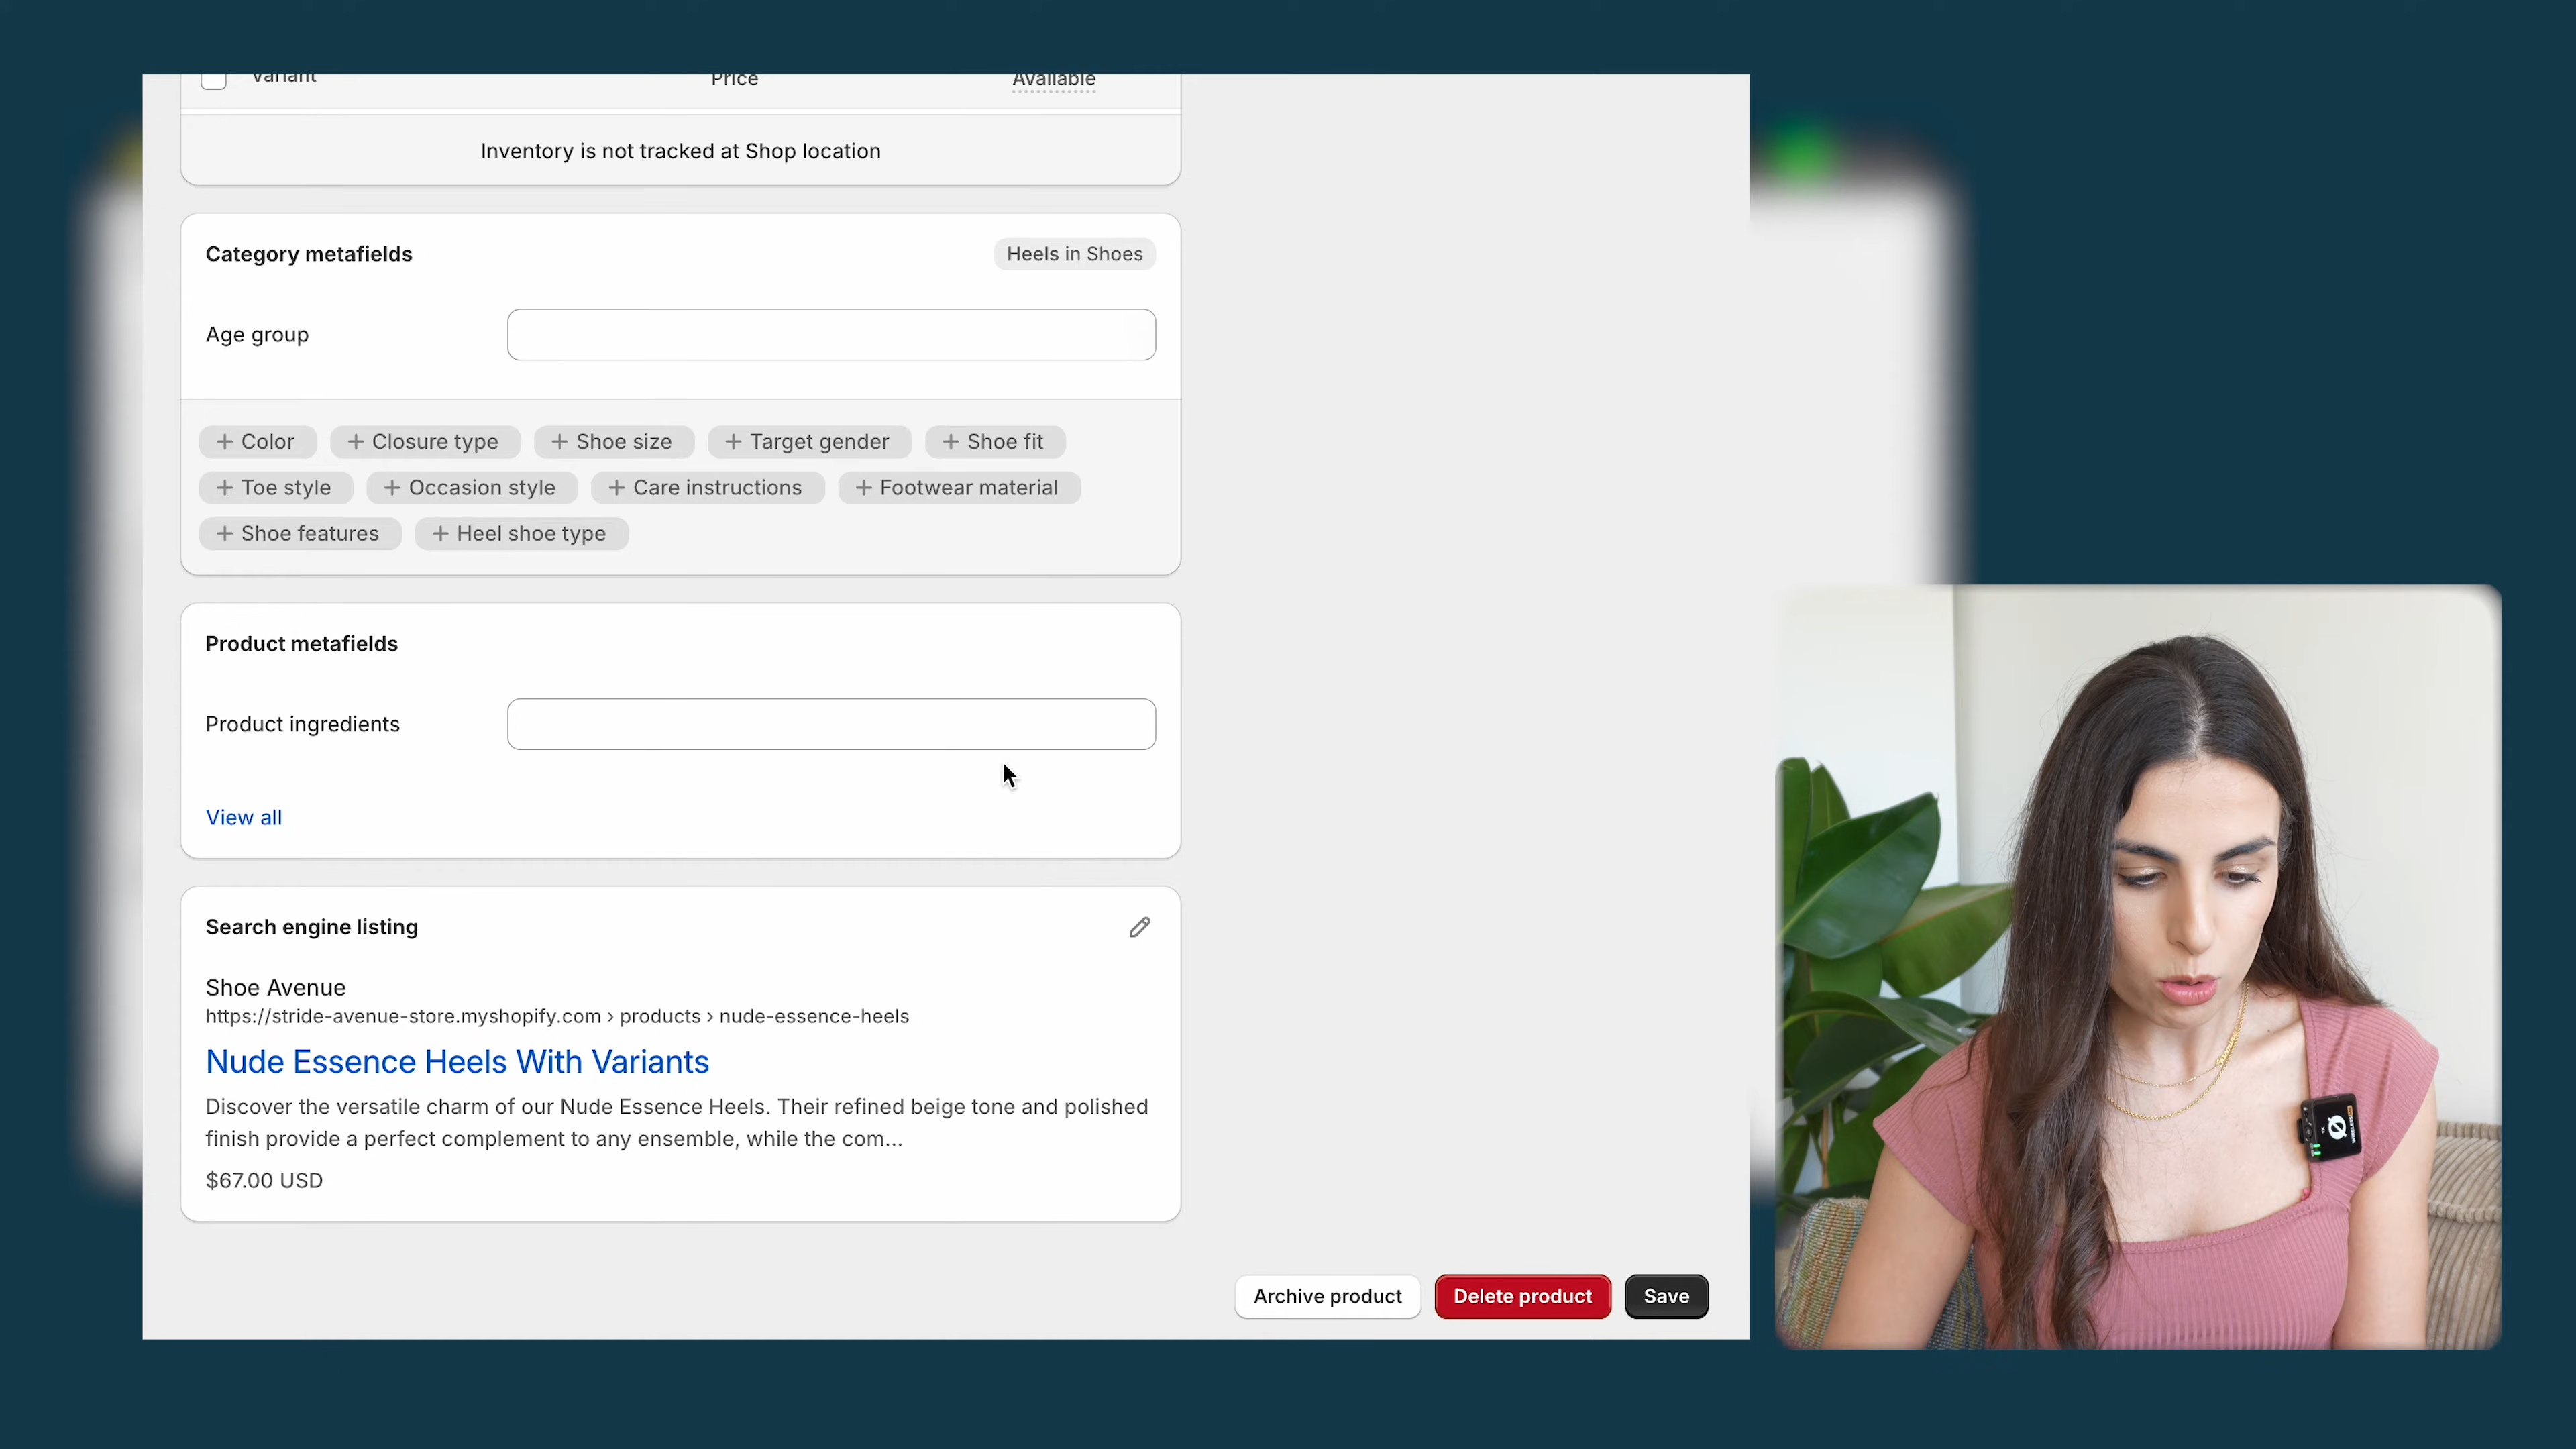 Variant Price Available
Inventory is not tracked at Shop location
Category metafields Heels in Shoes
Age group
+ Color + Closure type + Shoe size + Target gender + Shoe fit
+ Toe style + Occasion style + Care instructions + Footwear material
+ Shoe features + Heel shoe type
Product metafields
Product ingredients
View all
Search engine listing
Shoe Avenue
https://stride-avenue-store.myshopify.com › products › nude-essence-heels
Nude Essence Heels With Variants
Discover the versatile charm of our Nude Essence Heels. Their refined beige tone and polished
finish provide a perfect complement to any ensemble, while the com...
$67.00 USD
Archive product Delete product Save